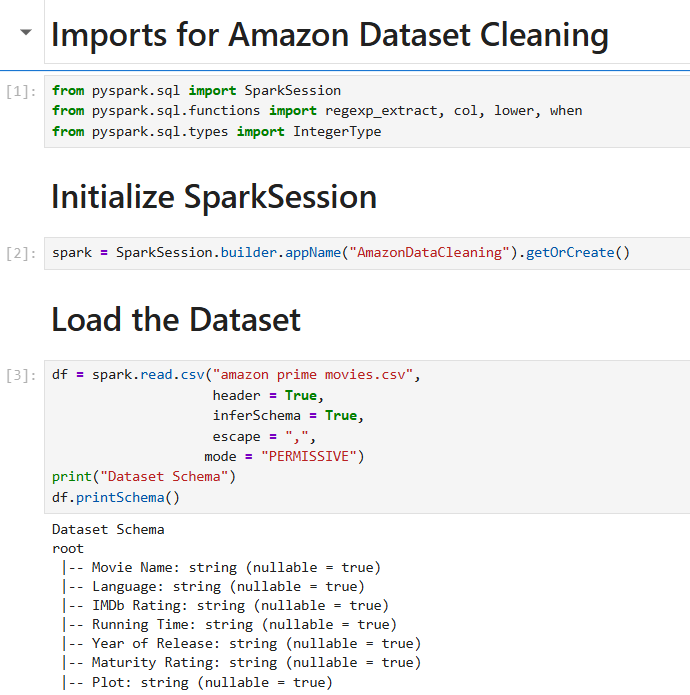 Imports for Amazon Dataset Cleaning
[1]: from pyspark.sql import SparkSession
from pyspark.sql.functions import regexp_extract, col, lower, when
from pyspark.sql.types import IntegerType
Initialize SparkSession
[2]: spark = SparkSession.builder.appName("AmazonDataCleaning").getOrCreate()
Load the Dataset
[3]: df = spark.read.csv("amazon prime movies.csv",
                    header = True,
                    inferSchema = True,
                    escape = ",",
                   mode = "PERMISSIVE")
print("Dataset Schema")
df.printSchema()
Dataset Schema
root
 |-- Movie Name: string (nullable = true)
 |-- Language: string (nullable = true)
 |-- IMDb Rating: string (nullable = true)
 |-- Running Time: string (nullable = true)
 |-- Year of Release: string (nullable = true)
 |-- Maturity Rating: string (nullable = true)
 |-- Plot: string (nullable = true)